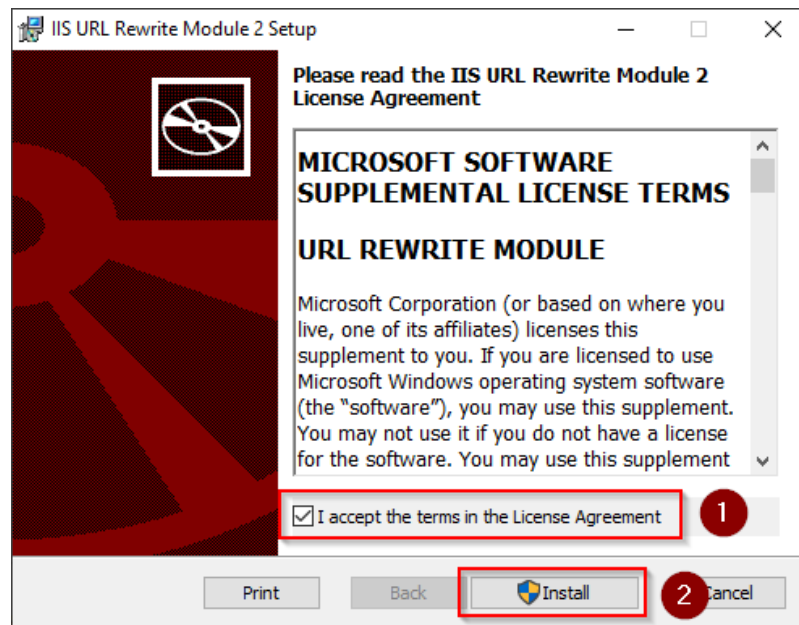 IIS URL Rewrite Module 2 Setup
Please read the IIS URL Rewrite Module 2
License Agreement
MICROSOFT SOFTWARE
SUPPLEMENTAL LICENSE TERMS
URL REWRITE MODULE
Microsoft Corporation (or based on where you
live, one of its affiliates) licenses this
supplement to you. If you are licensed to use
Microsoft Windows operating system software
(the “software”), you may use this supplement.
You may not use it if you do not have a license
for the software. You may use this supplement
I accept the terms in the License Agreement
1
Print
Back
Install
2
Cancel